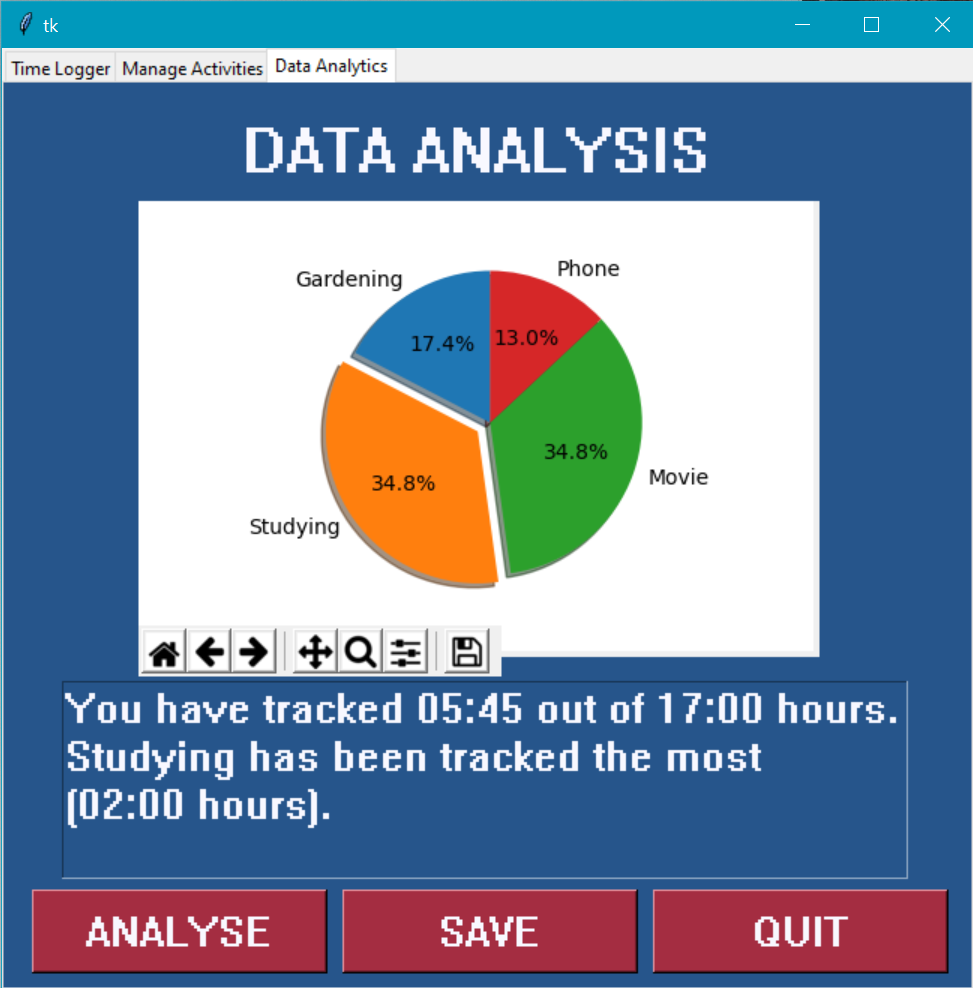 tk
Time Logger Manage Activities Data Analytics
DATA ANALYSIS
Gardening
Phone
17.4%
13.0%
34.8%
34.8%
Movie
Studying
You have tracked 05:45 out of 17:00 hours.
Studying has been tracked the most
(02:00 hours).
ANALYSE SAVE QUIT